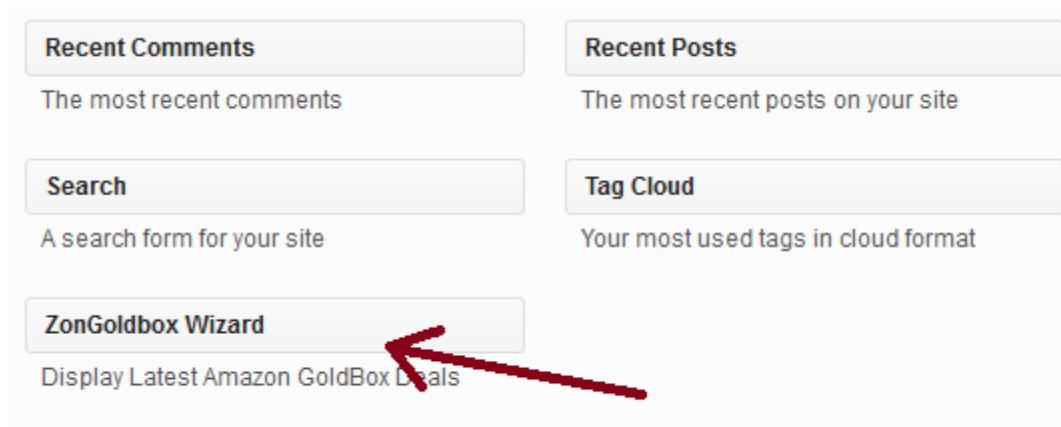 Recent Comments
Recent Posts
The most recent comments
The most recent posts on your site
Search
Tag Cloud
A search form for your site
Your most used tags in cloud format
ZonGoldbox Wizard
Display Latest Amazon GoldBox Deals